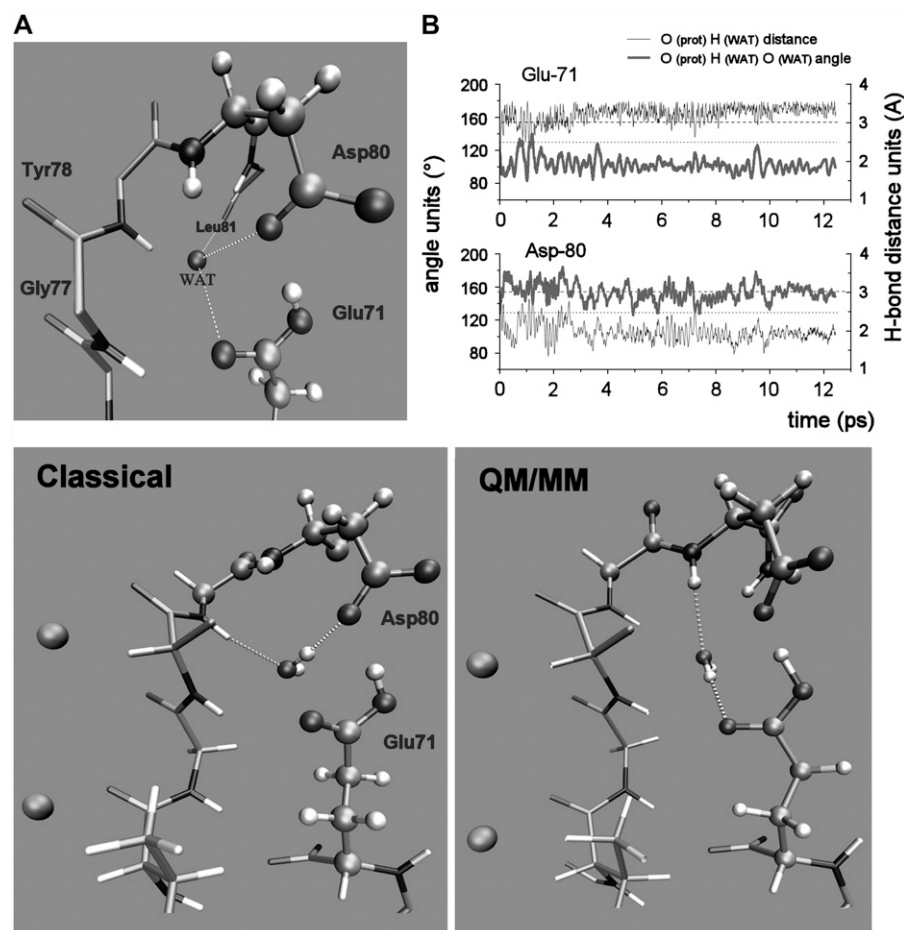 A
Tyr78
Asp80
Leu81
WAT
Gly77
Glu71
B
O (prot) H (WAT) distance
O (prot) H (WAT) O (WAT) angle
Glu-71
200
160
120
80
4
3
2
1
0 2 4 6 8 10 12
Asp-80
200
160
120
80
4
3
2
1
0 2 4 6 8 10 12
angle units (°)
H-bond distance units (A)
time (ps)
Classical
Asp80
Glu71
QM/MM